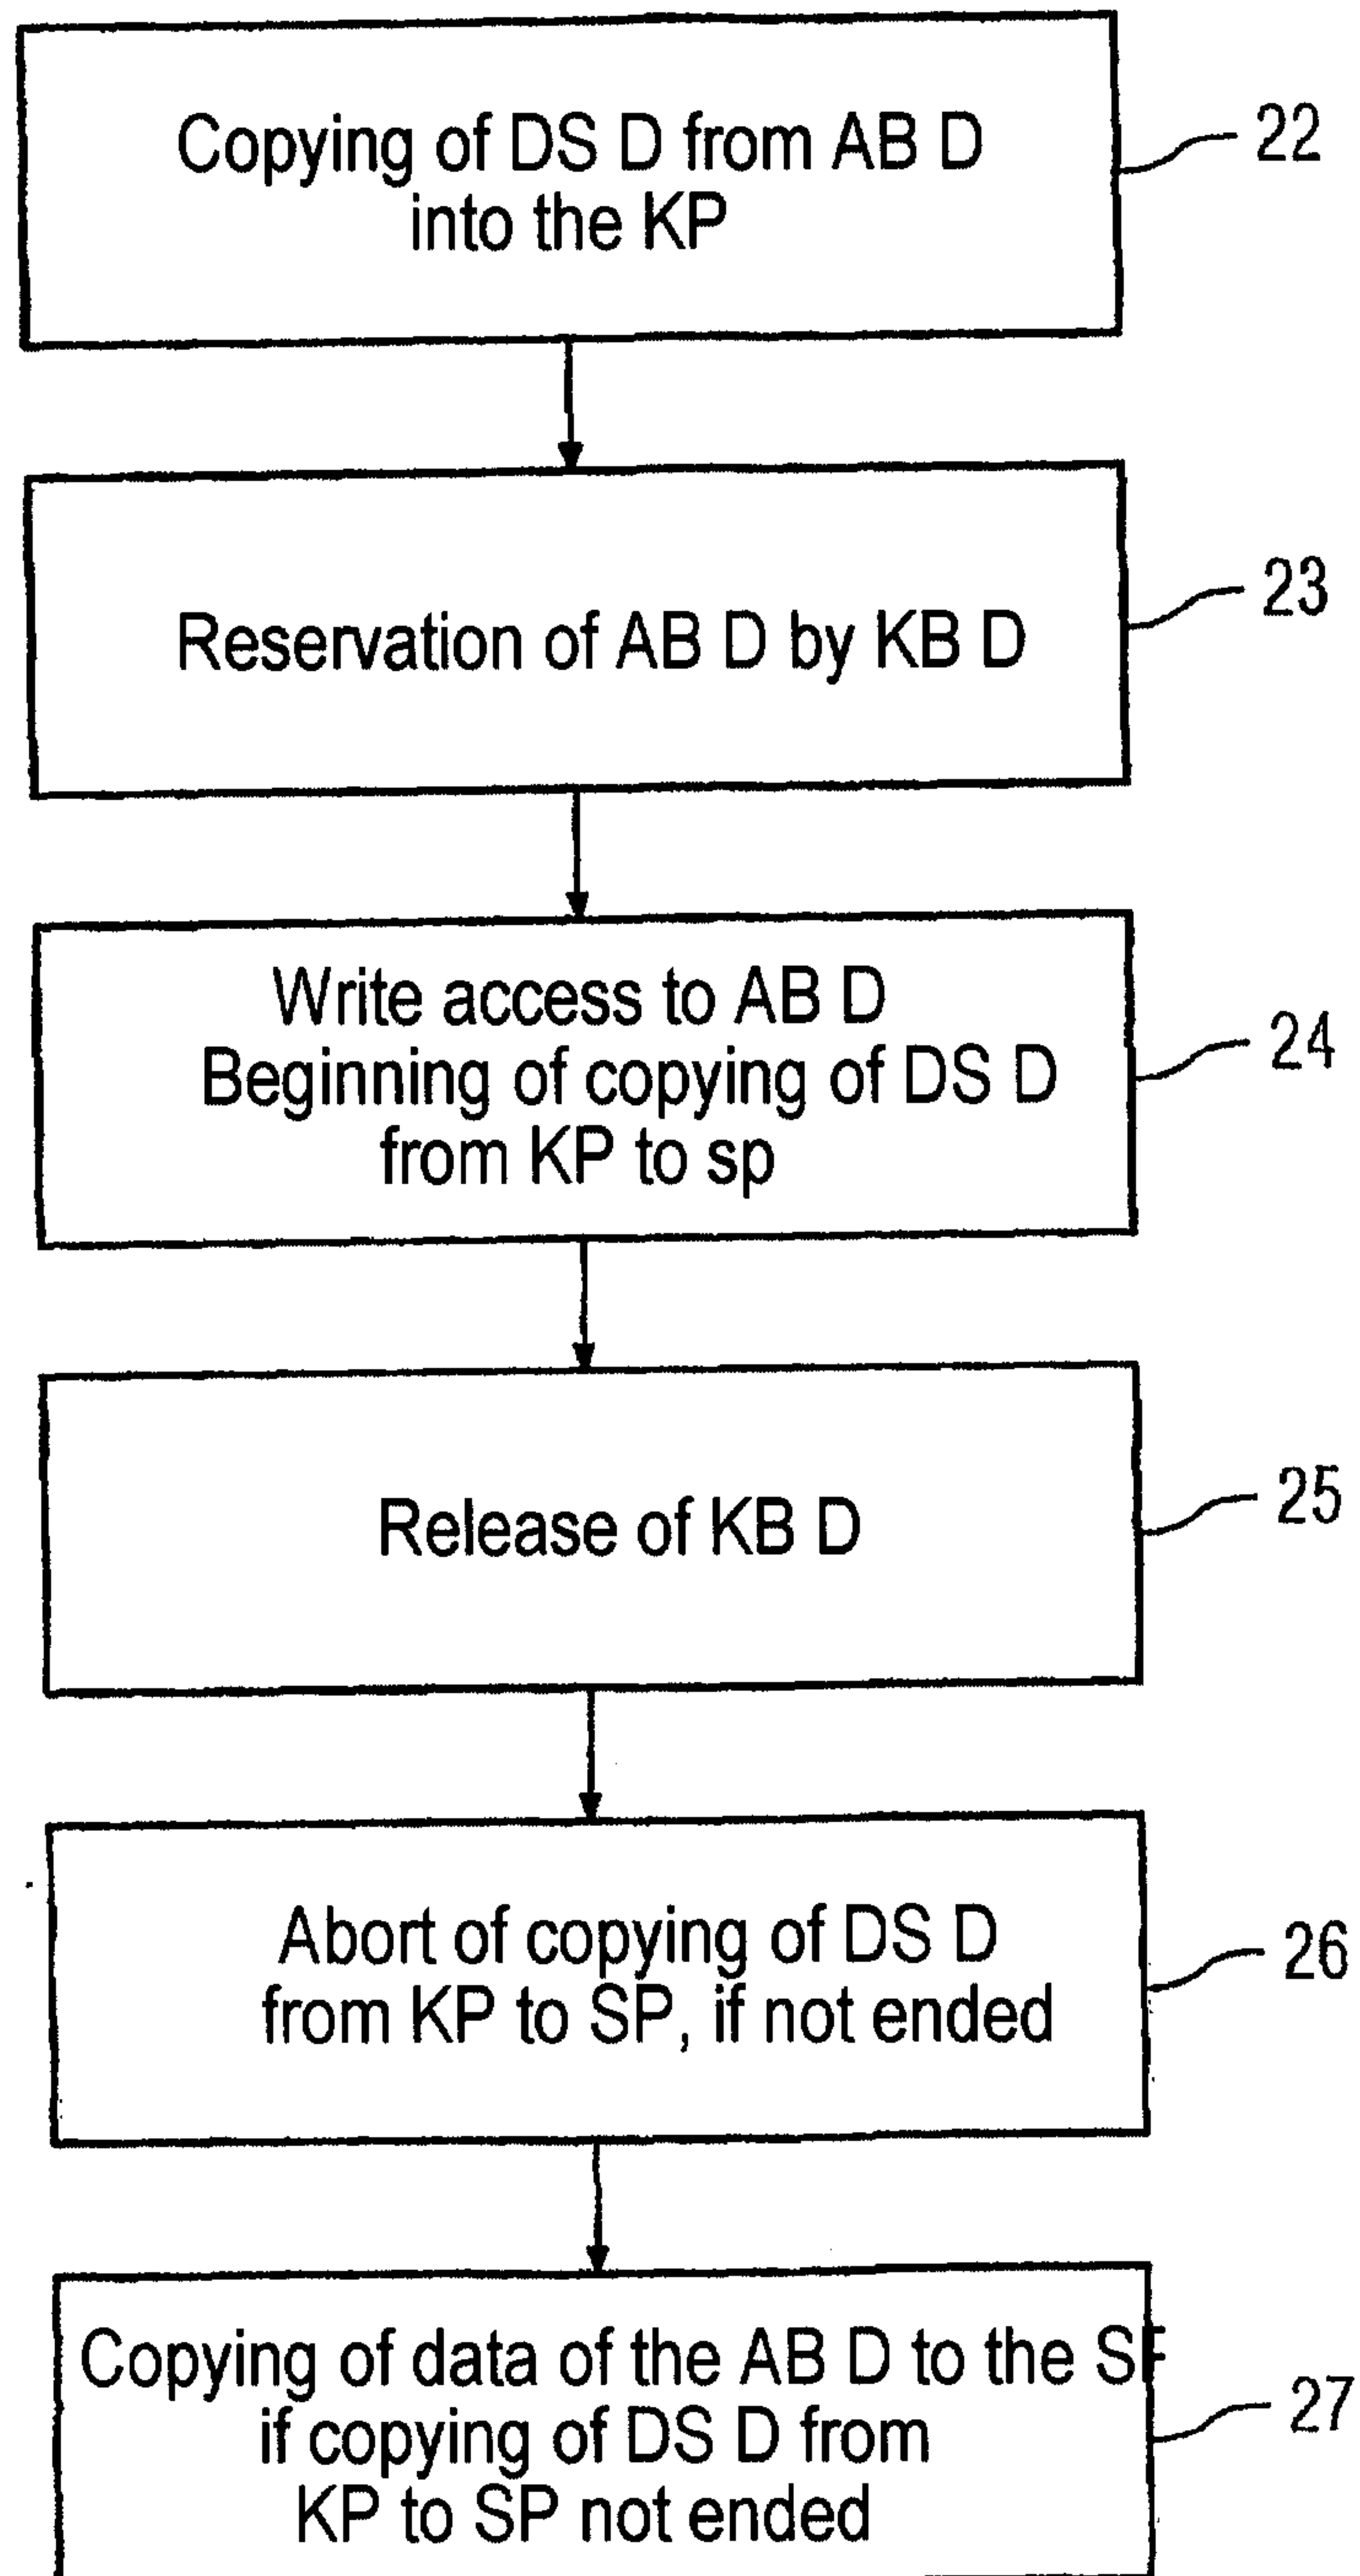 Copying of DS D from AB D
into the KP
22
Reservation of AB D by KB D
23
Write access to AB D
Beginning of copying of DS D
from KP to sp
24
Release of KB D
25
Abort of copying of DS D
from KP to SP, if not ended
26
Copying of data of the AB D to the
if copying of DS D from
KP to SP not ended
27